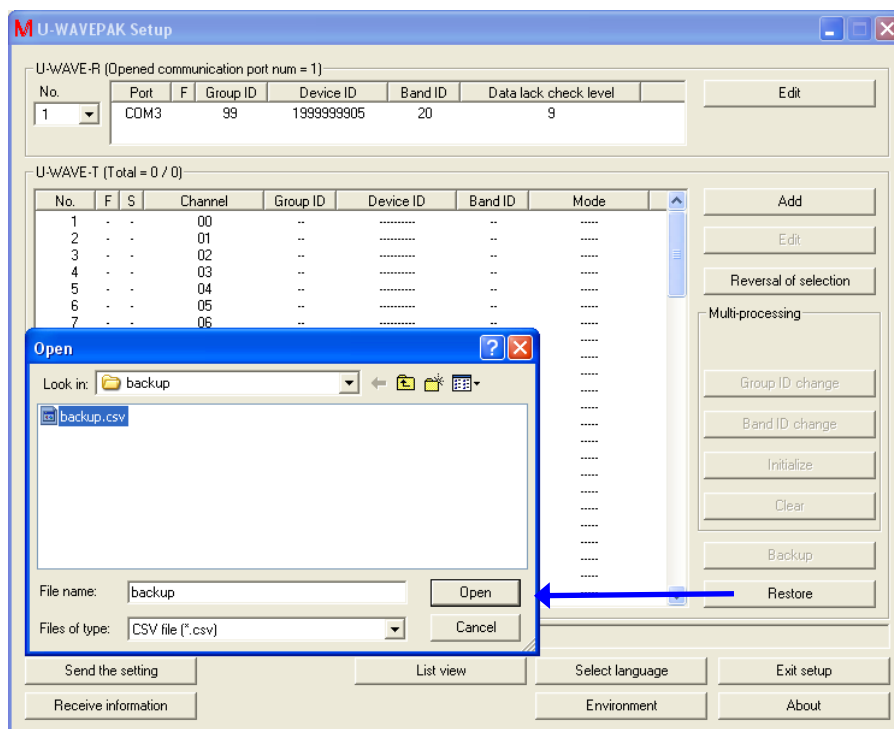 M U-WAVEPAK Setup
U-WAVE-R (Opened communication port num = 1)
No. Port F Group ID Device ID Band ID Data lack check level Edit
1 COM3 99 1999999905 20 9
U-WAVE-T (Total = 0 / 0)
No. F S Channel Group ID Device ID Band ID Mode Add
1 - - 00 -- ---------- -- -----
2 - - 01 -- ---------- -- ----- Edit
3 - - 02 -- ---------- -- -----
4 - - 03 -- ---------- -- -----
5 - - 04 -- ---------- -- ----- Reversal of selection
6 - - 05 -- ---------- -- -----
7 - - 06 -- ---------- -- ----- Multi-processing
Open
Look in: backup
Group ID change
backup.csv
Band ID change
Initialize
Clear
Backup
File name: backup Open Restore
Files of type: CSV file (*.csv) Cancel
Send the setting List view Select language Exit setup
Receive information Environment About